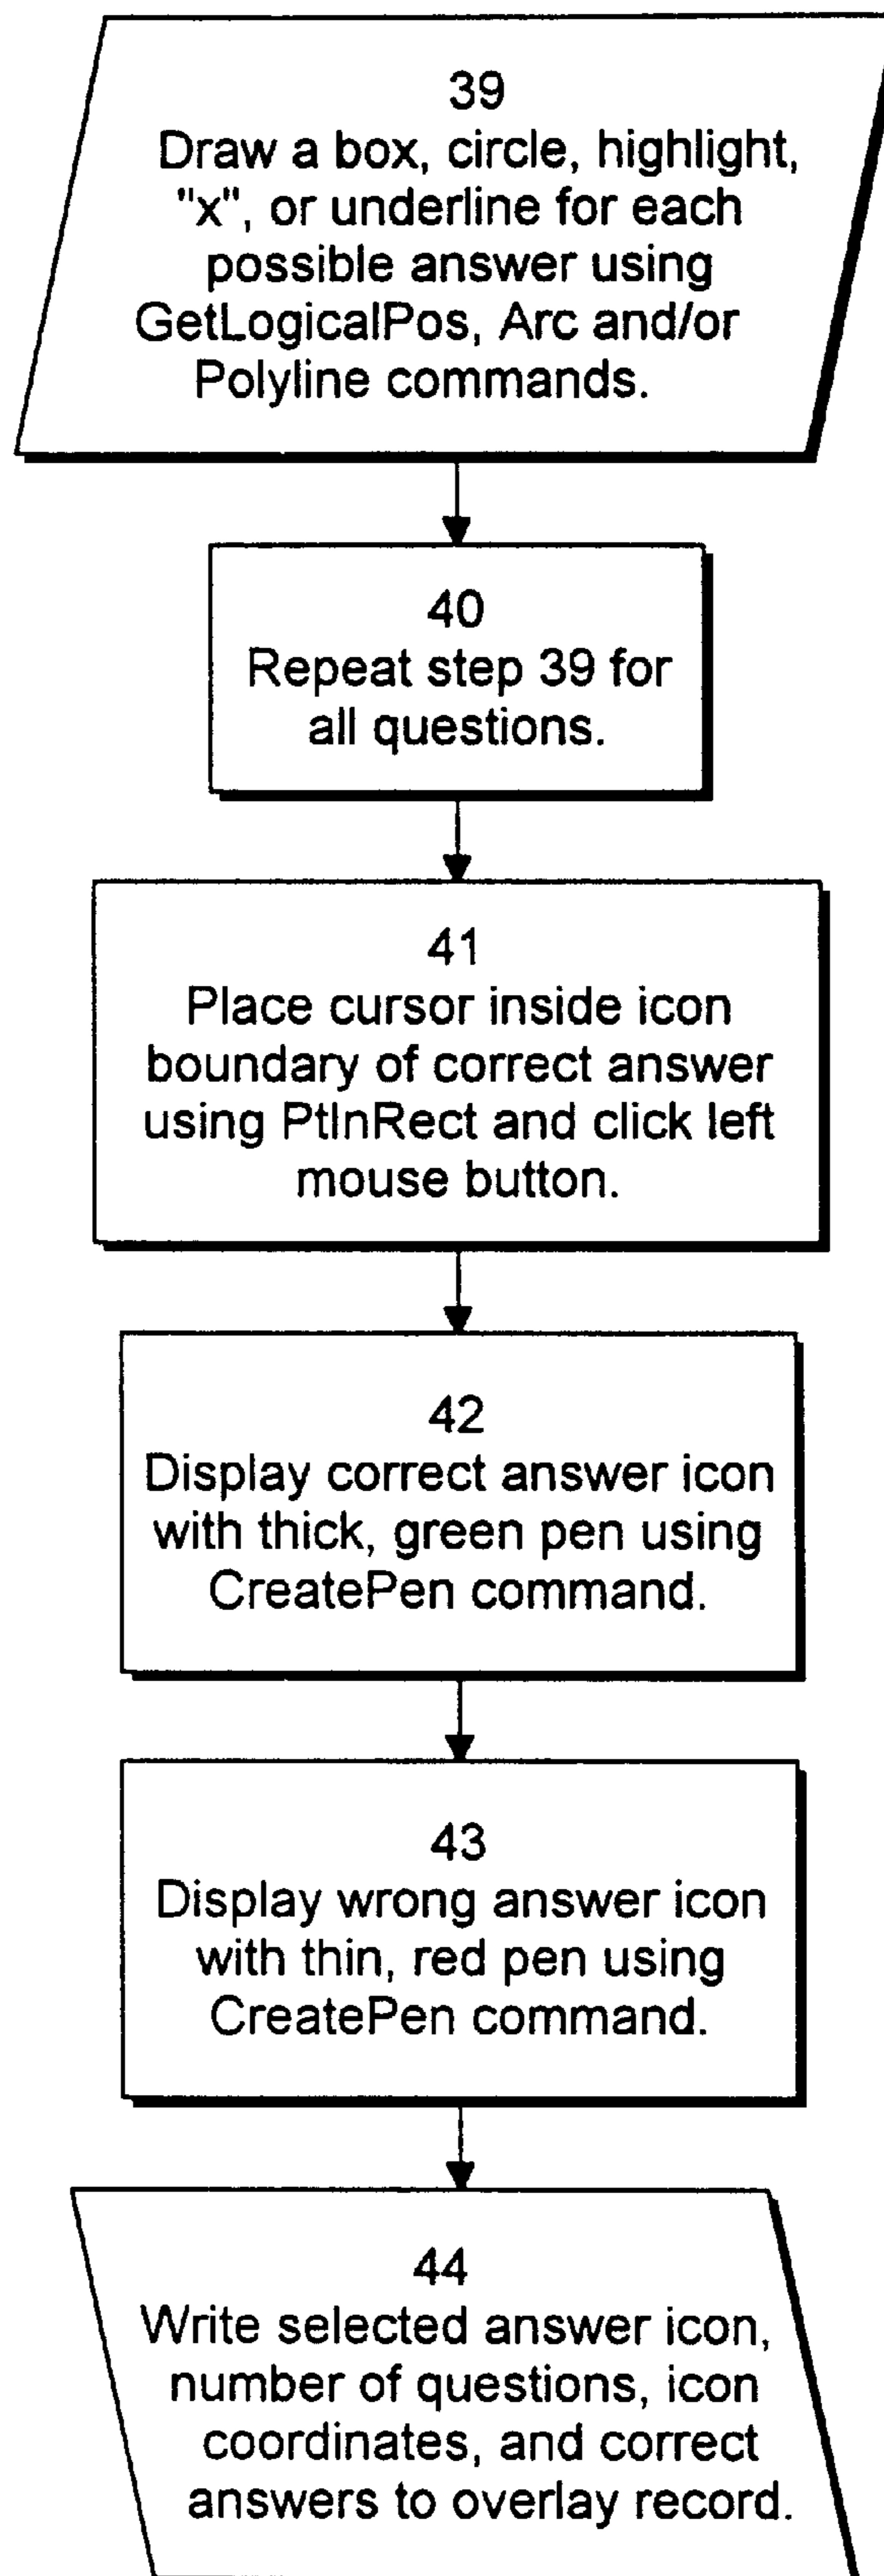 39
Draw a box, circle, highlight,
"x", or underline for each
possible answer using
GetLogicalPos, Arc and/or
Polyline commands.
40
Repeat step 39 for
all questions.
41
Place cursor inside icon
boundary of correct answer
using PtInRect and click left
mouse button.
42
Display correct answer icon
with thick, green pen using
CreatePen command.
43
Display wrong answer icon
with thin, red pen using
CreatePen command.
44
Write selected answer icon,
number of questions, icon
coordinates, and correct
answers to overlay record.